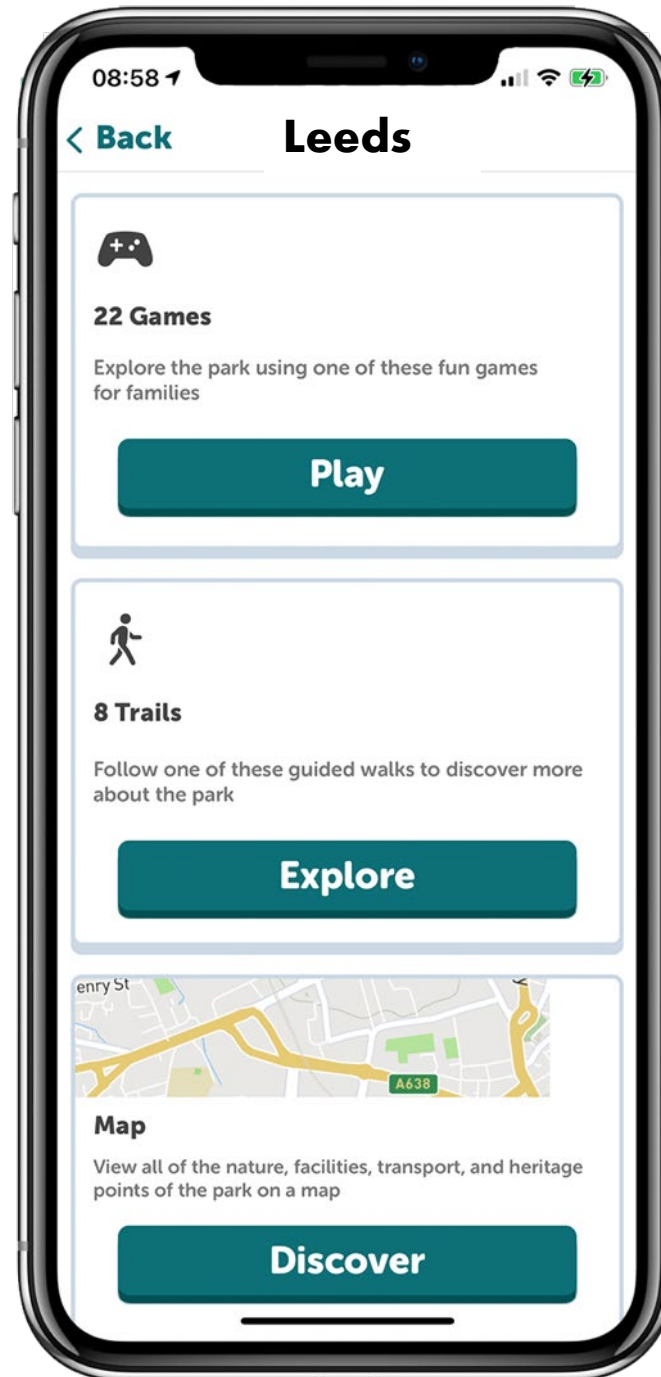 08:58
Back
Leeds
22 Games
Explore the park using one of these fun games
for families
Play
8 Trails
Follow one of these guided walks to discover more
about the park
Explore
enry St
A638
Map
View all of the nature, facilities, transport, and heritage
points of the park on a map
Discover